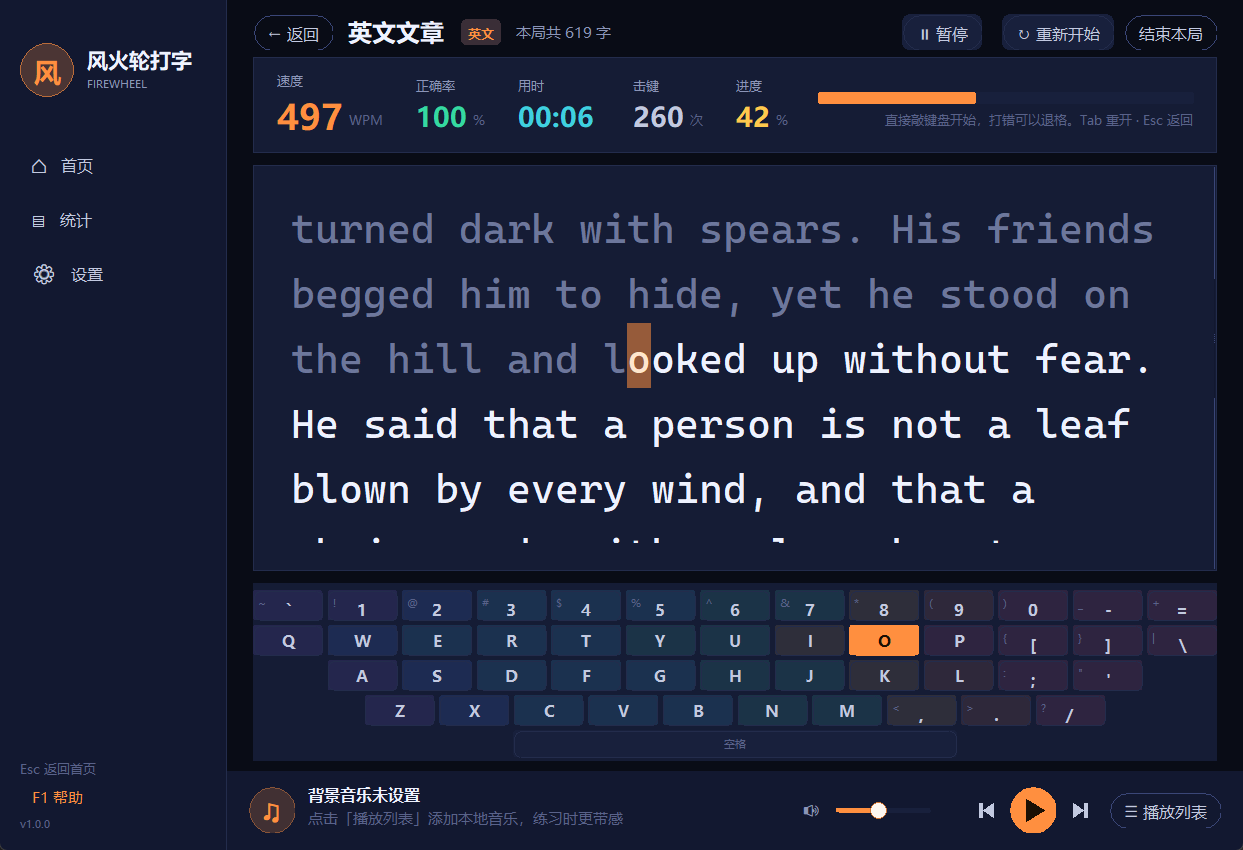 风
风火轮打字
FIREWHEEL
首页
统计
设置
Esc 返回首页
F1 帮助
v1.0.0
← 返回
英文文章
英文
本局共 619 字
暂停
↻ 重新开始
结束本局
速度
497 WPM
正确率
100 %
用时
00:06
击键
260 次
进度
42 %
直接敲键盘开始，打错可以退格。Tab 重开 · Esc 返回
turned dark with spears. His friends
begged him to hide, yet he stood on
the hill and looked up without fear.
He said that a person is not a leaf
blown by every wind, and that a
~ ` ! 1 @ 2 # 3 $ 4 % 5 ^ 6 & 7 * 8 ( 9 ) 0 _ - + =
Q W E R T Y U I O P { [ } ] | \
A S D F G H J K L : ; " '
Z X C V B N M < , > . ? /
空格
背景音乐未设置
点击「播放列表」添加本地音乐，练习时更带感
☰ 播放列表